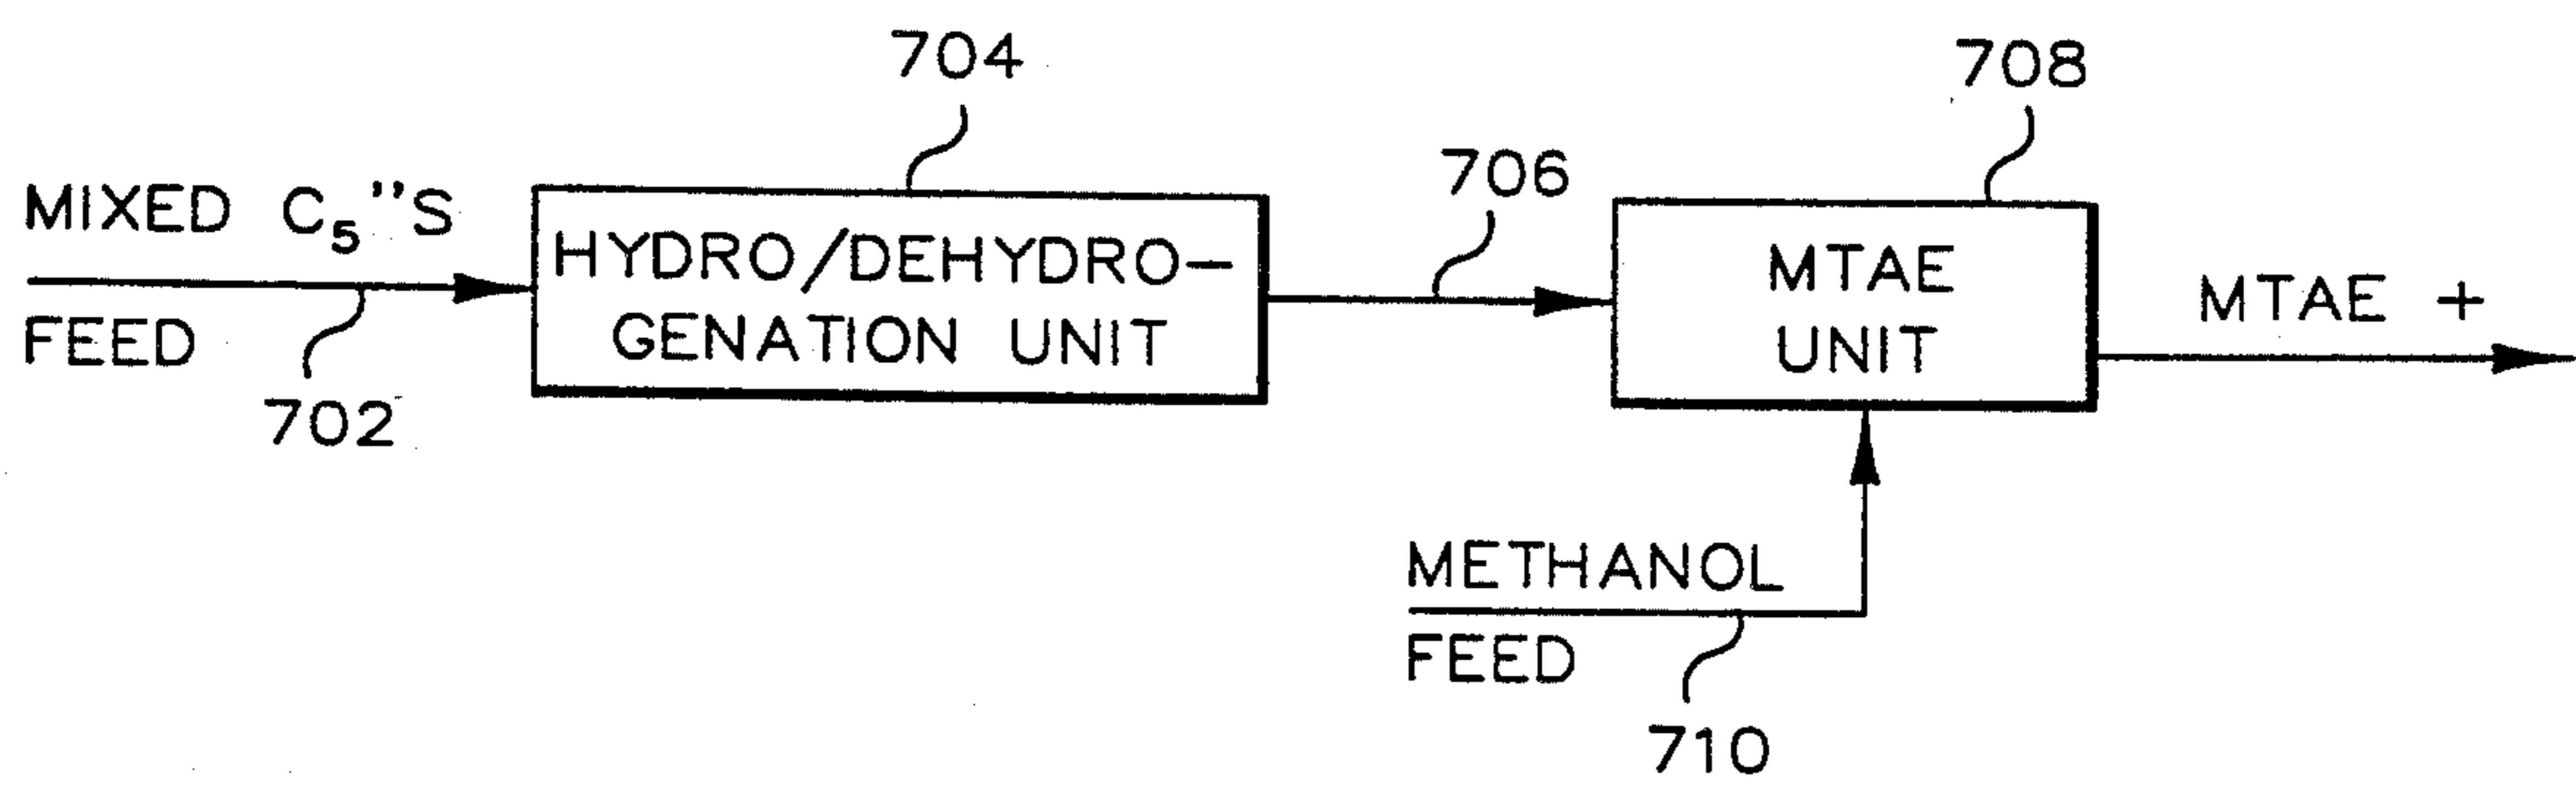 704
708
706
MIXED C₅''S
FEED
702
HYDRO/DEHYDRO-
GENATION UNIT
MTAE
UNIT
MTAE +
METHANOL
FEED
710